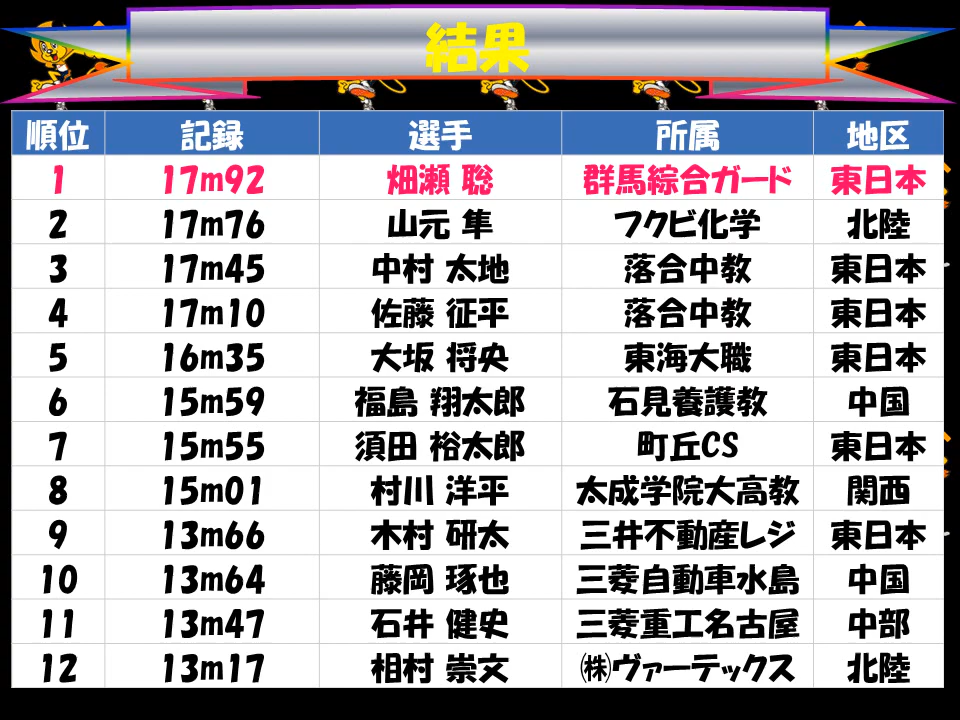 結果
順位 記録 選手 所属 地区
1 17m92 畑瀬 聡 群馬綜合ガード 東日本
2 17m76 山元 隼 フクビ化学 北陸
3 17m45 中村 太地 落合中教 東日本
4 17m10 佐藤 征平 落合中教 東日本
5 16m35 大坂 将央 東海大職 東日本
6 15m59 福島 翔太郎 石見養護教 中国
7 15m55 須田 裕太郎 町丘CS 東日本
8 15m01 村川 洋平 太成学院大高教 関西
9 13m66 木村 研太 三井不動産レジ 東日本
10 13m64 藤岡 琢也 三菱自動車水島 中国
11 13m47 石井 健史 三菱重工名古屋 中部
12 13m17 相村 崇文 ㈱ヴァーテックス 北陸